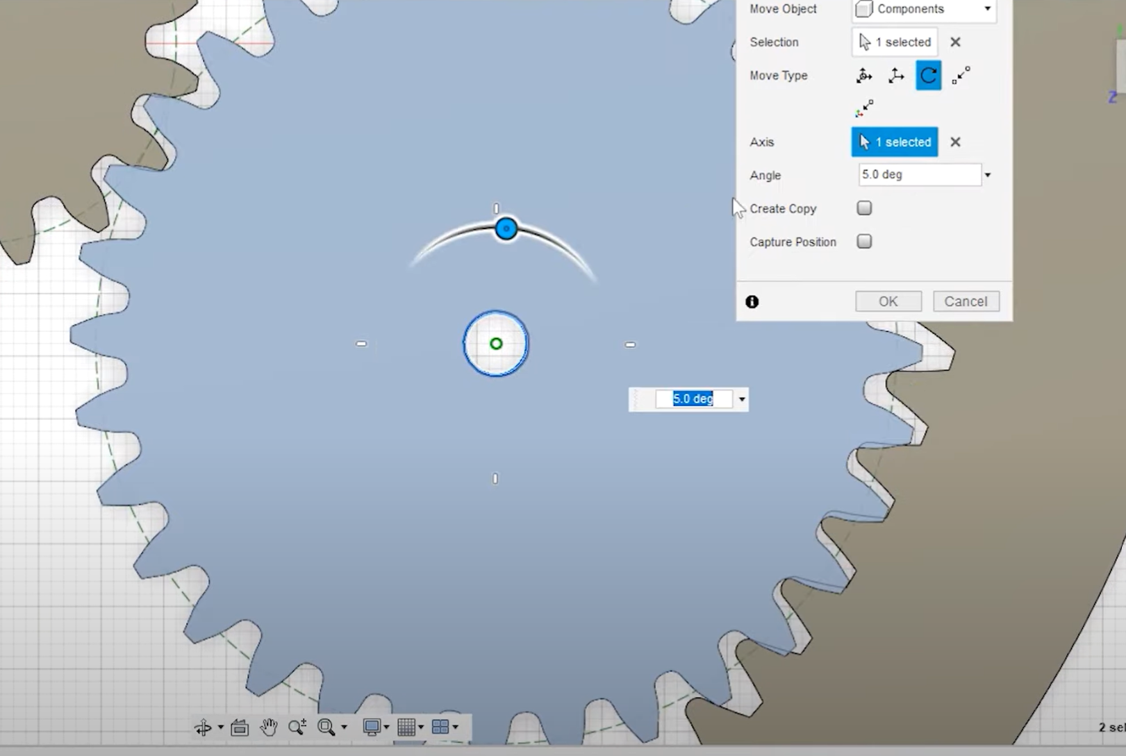 Move Object Components
Selection 1 selected
Move Type
Axis 1 selected
Angle 5.0 deg
Create Copy
Capture Position
OK Cancel
Z
5.0 deg
2 sel